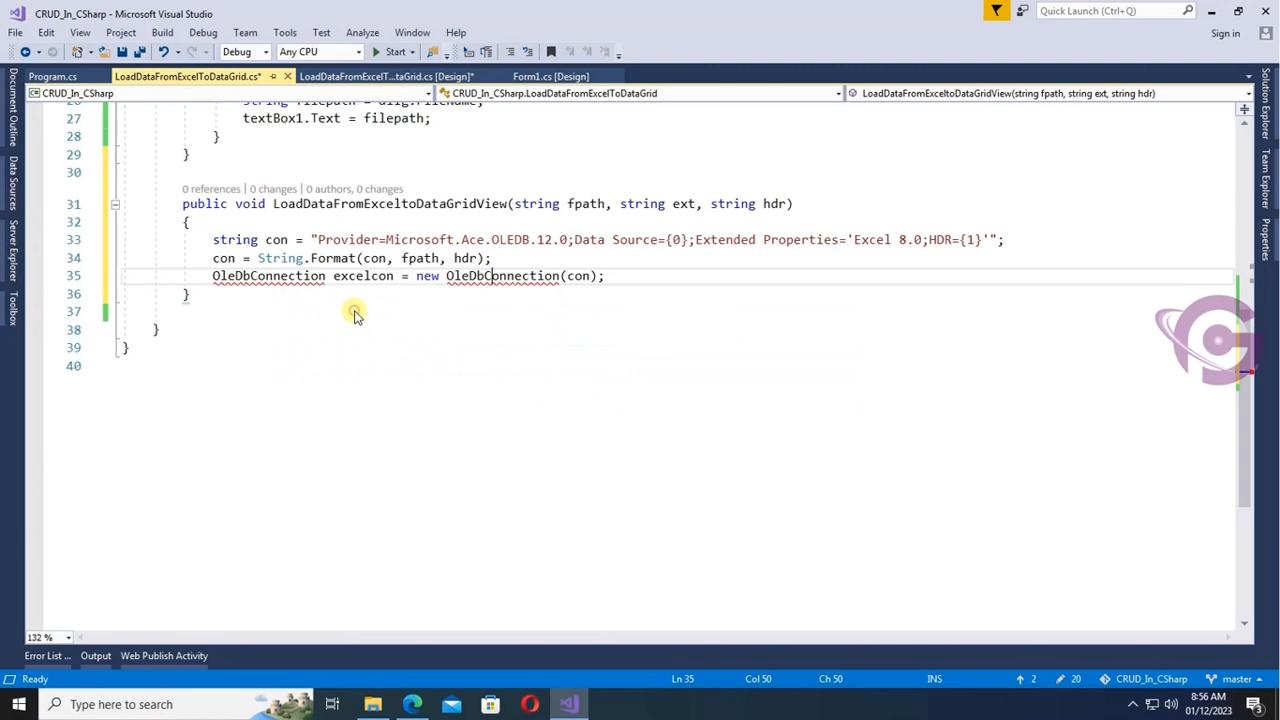 CRUD_In_CSharp - Microsoft Visual Studio
Quick Launch (Ctrl+Q)
File Edit View Project Build Debug Team Tools Test Analyze Window Help
Sign in
Debug Any CPU Start
Program.cs LoadDataFromExcelToDataGrid.cs* LoadDataFromExcelT...taGrid.cs [Design]* Form1.cs [Design]
CRUD_In_CSharp CRUD_In_CSharp.LoadDataFromExcelToDataGrid LoadDataFromExceltoDataGridView(string fpath, string ext, string hdr)
Document Outline
Data Sources
Server Explorer
Toolbox
Solution Explorer
Team Explorer
Properties
27 textBox1.Text = filepath;
28 }
29 }
30
0 references | 0 changes | 0 authors, 0 changes
31 public void LoadDataFromExceltoDataGridView(string fpath, string ext, string hdr)
32 {
33 string con = "Provider=Microsoft.Ace.OLEDB.12.0;Data Source={0};Extended Properties='Excel 8.0;HDR={1}'";
34 con = String.Format(con, fpath, hdr);
35 OleDbConnection excelcon = new OleDbConnection(con);
36 }
37
38 }
39 }
40
132 %
Error List ... Output Web Publish Activity
Ready Ln 35 Col 50 Ch 50 INS 2 20 CRUD_In_CSharp master
Type here to search
8:56 AM
01/12/2023
3